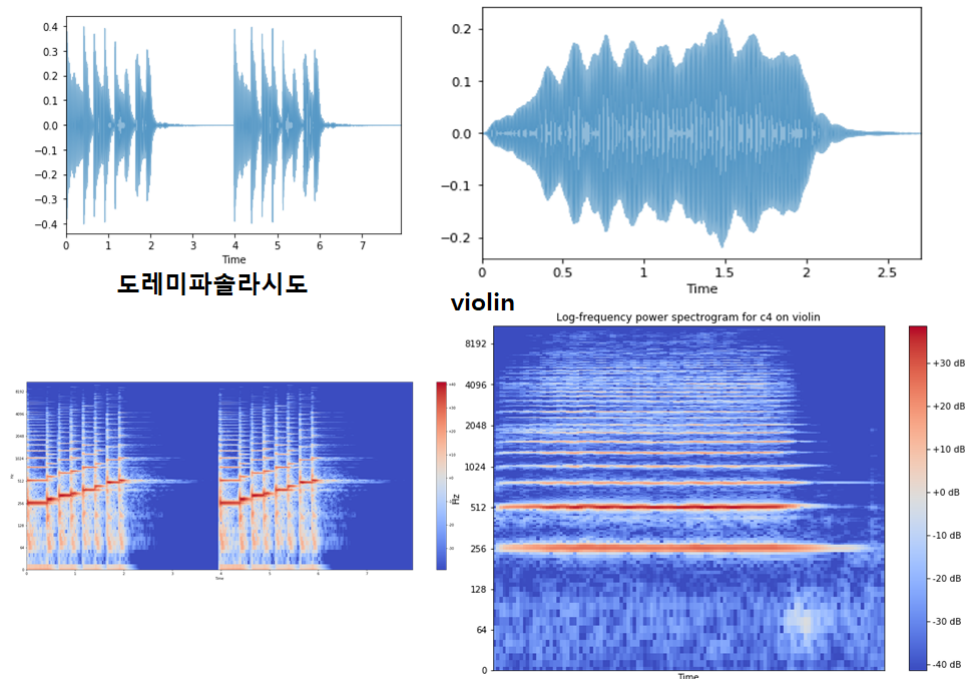 0.4
0.3
0.2
0.1
0.0
−0.1
−0.2
−0.3
−0.4
0 1 2 3 4 5 6 7
Time
도레미파솔라시도
0.2
0.1
0.0
−0.1
−0.2
0 0.5 1 1.5 2 2.5
Time
violin
Hz
Log-frequency power spectrogram for c4 on violin
8192
4096
2048
1024
512
256
128
64
0
Time
+30 dB
+20 dB
+10 dB
+0 dB
-10 dB
-20 dB
-30 dB
-40 dB